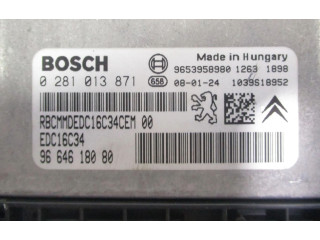 BOSCH
Made in Hungary
0 281 013 871
9653958980 1263 1898
658
08-01-24
1039S18952
RBCMMDEDC16C34CEM 00
EDC16C34
96 646 180 80